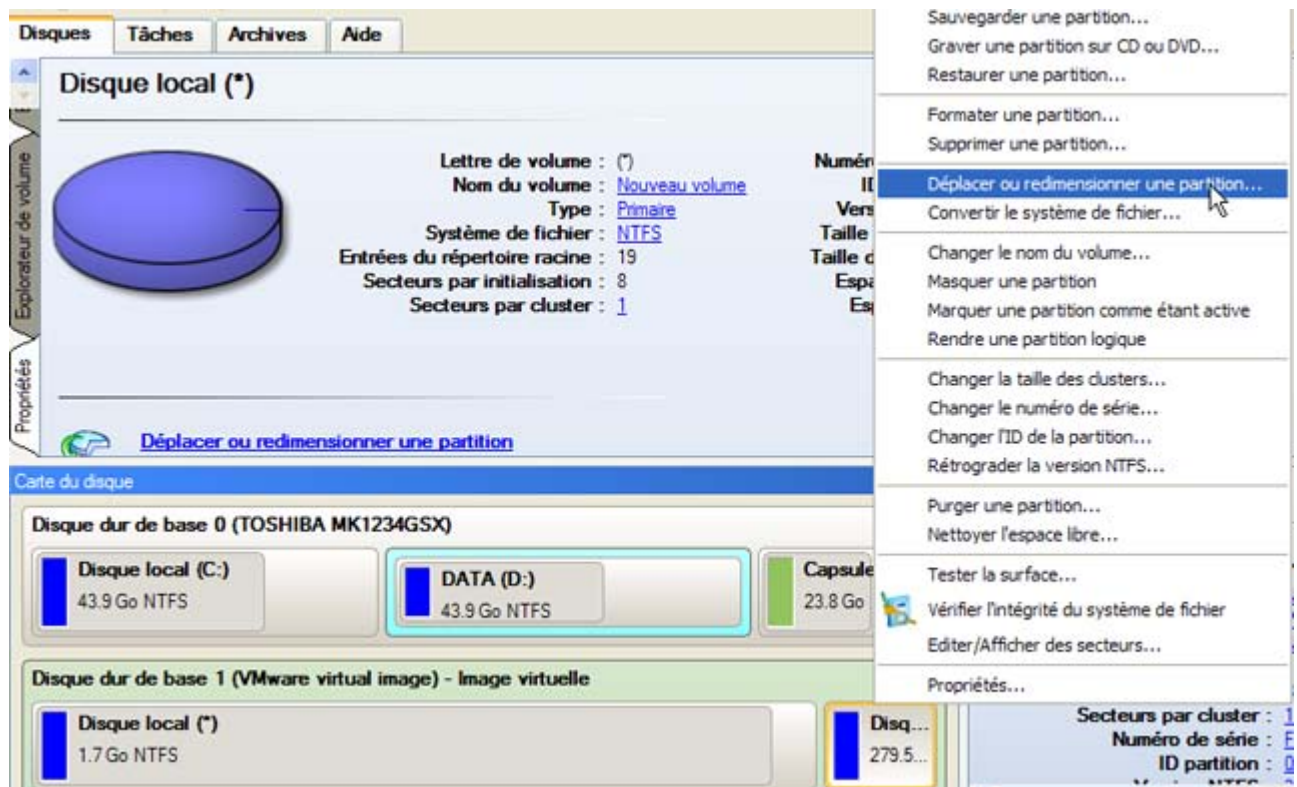 Disques Tâches Archives Aide
Disque local (*)
Explorateur de volume
Propriétés
Lettre de volume : (*)
Nom du volume : Nouveau volume
Type : Primaire
Système de fichier : NTFS
Entrées du répertoire racine : 19
Secteurs par initialisation : 8
Secteurs par cluster : 1
Taille
Déplacer ou redimensionner une partition
Sauvegarder une partition...
Graver une partition sur CD ou DVD...
Restaurer une partition...
Formater une partition...
Supprimer une partition...
Déplacer ou redimensionner une partition...
Convertir le système de fichier...
Changer le nom du volume...
Masquer une partition
Marquer une partition comme étant active
Rendre une partition logique
Changer la taille des clusters...
Changer le numéro de série...
Changer l'ID de la partition...
Rétrograder la version NTFS...
Purger une partition...
Nettoyer l'espace libre...
Tester la surface...
Vérifier l'intégrité du système de fichier
Editer/Afficher des secteurs...
Propriétés...
Carte du disque
Disque dur de base 0 (TOSHIBA MK1234GSX)
Disque local (C:)
43.9 Go NTFS
DATA (D:)
43.9 Go NTFS
Capsule
23.8 Go
Disque dur de base 1 (VMware virtual image) - Image virtuelle
Disque local (*)
1.7 Go NTFS
Disq...
279.5...
Secteurs par cluster : 1
Numéro de série :
ID partition :